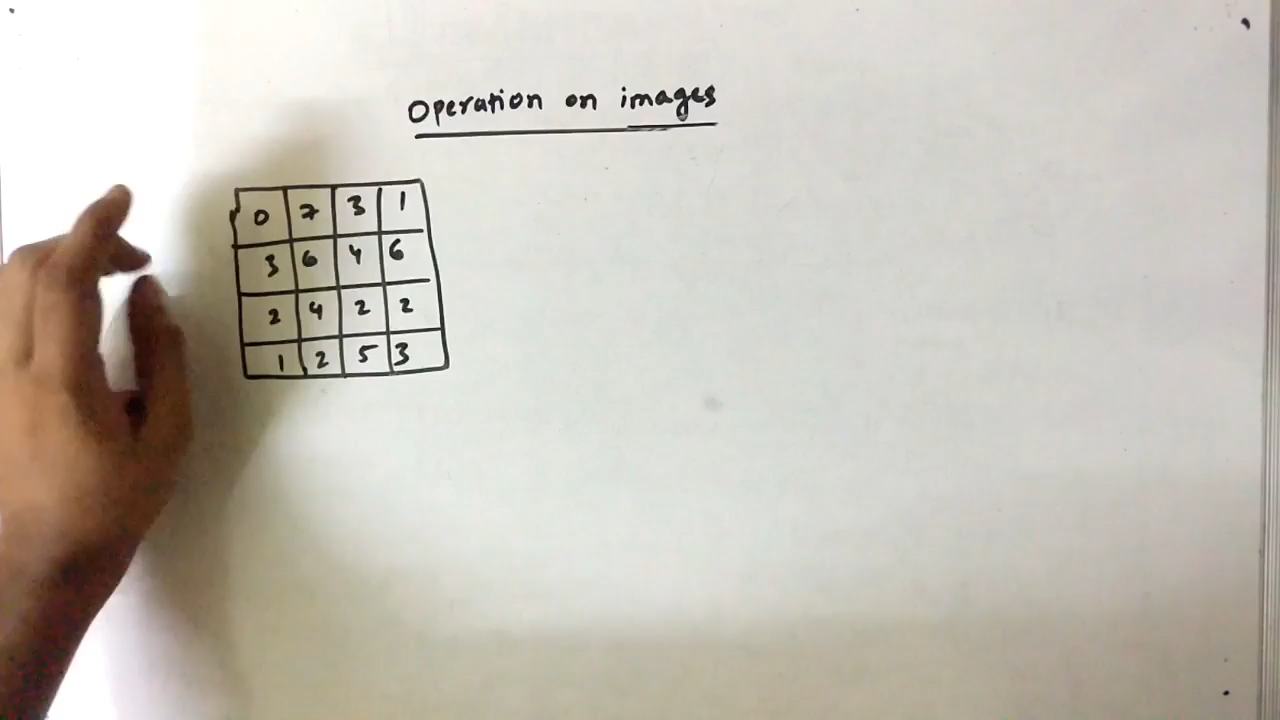 Operation on images
0 7 3 1
3 6 4 6
2 4 2 2
1 2 5 3